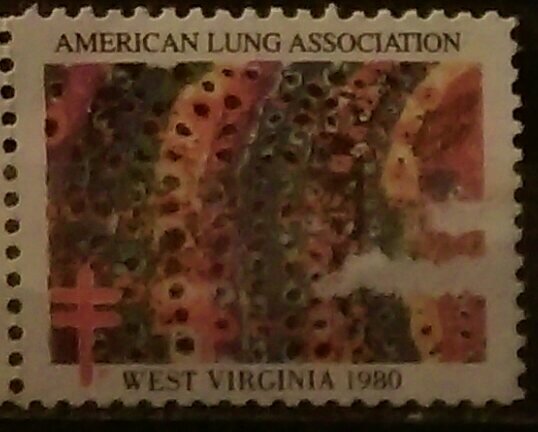 AMERICAN LUNG ASSOCIATION
WEST VIRGINIA 1980